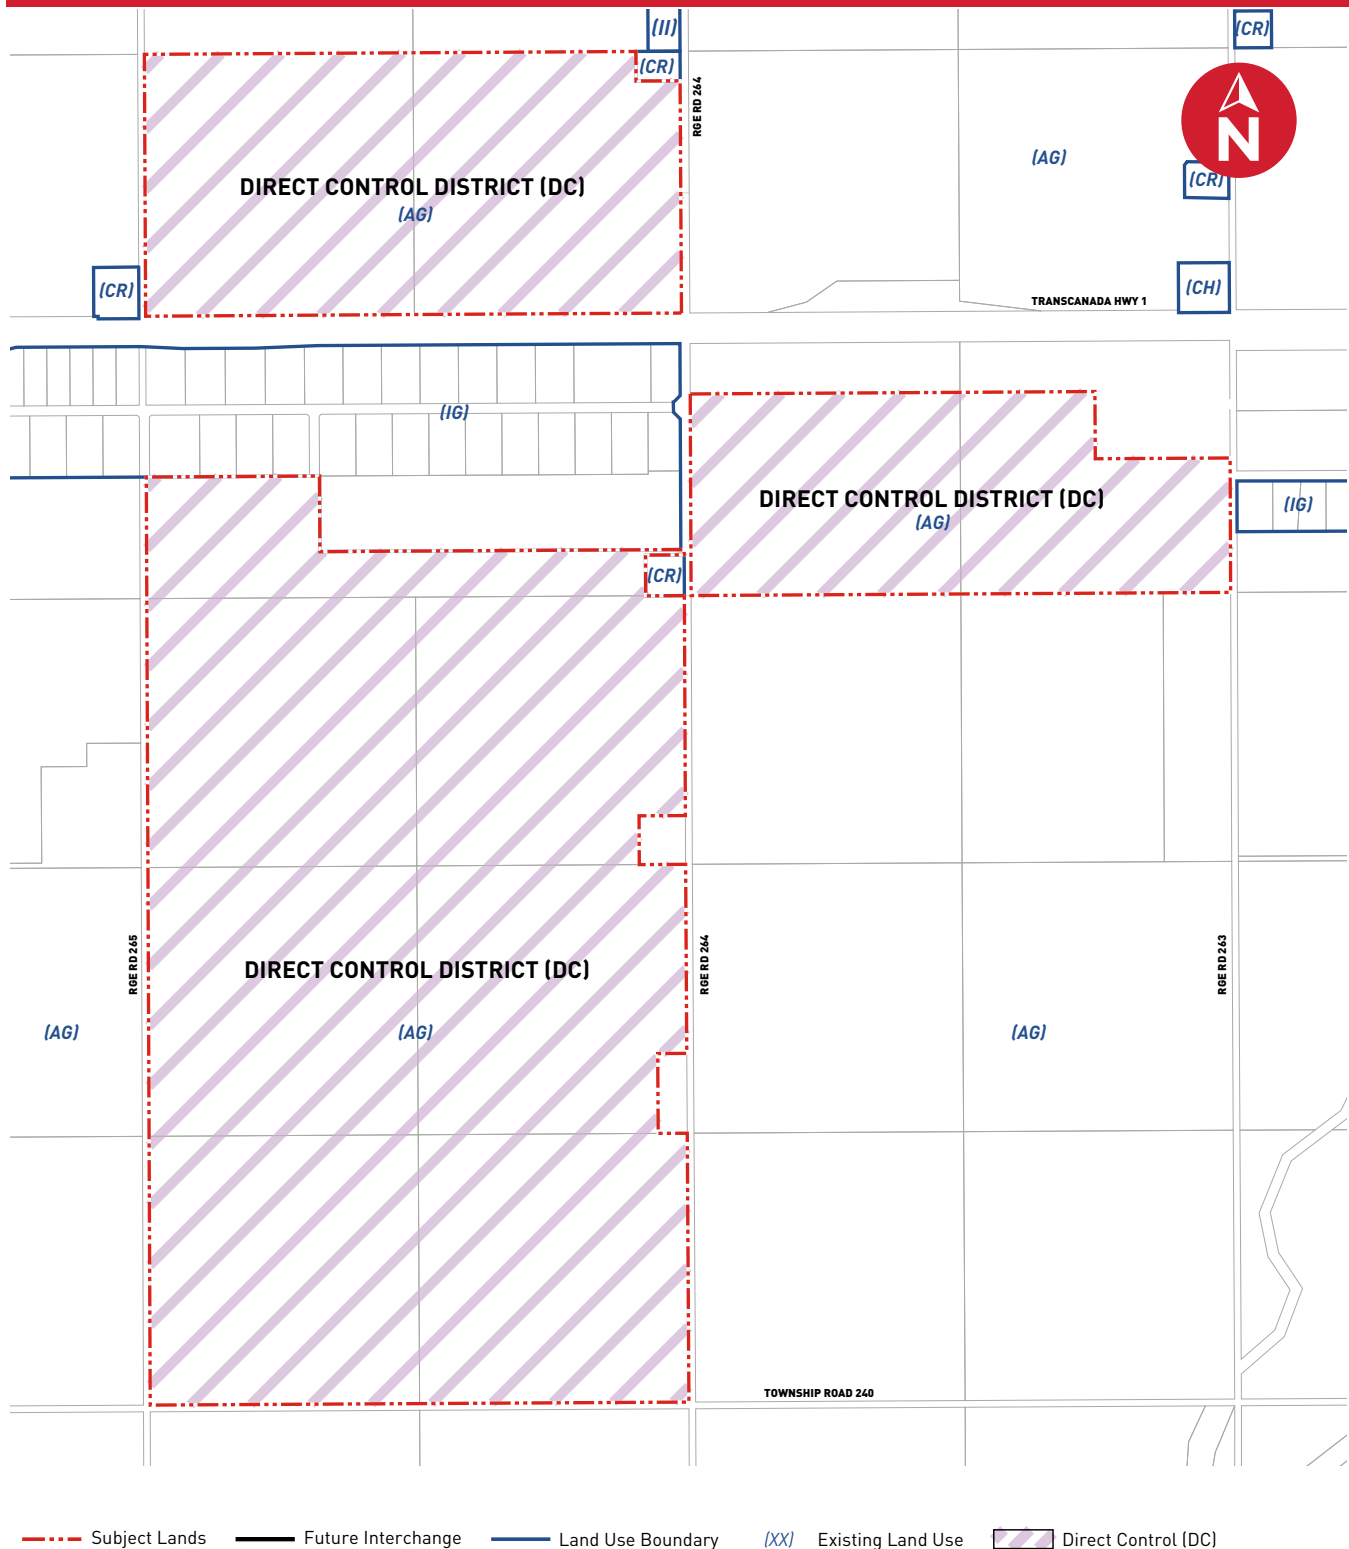 (II)
(CR)
(CR)
RGE RD 264
N
(AG)
(CR)
DIRECT CONTROL DISTRICT (DC)
(AG)
(CR)
(CH)
TRANSCANADA HWY 1
(IG)
DIRECT CONTROL DISTRICT (DC)
(AG)
(IG)
(CR)
RGE RD 265
RGE RD 264
RGE RD 263
DIRECT CONTROL DISTRICT (DC)
(AG)
(AG)
(AG)
TOWNSHIP ROAD 240
Subject Lands
Future Interchange
Land Use Boundary
(XX) Existing Land Use
Direct Control (DC)